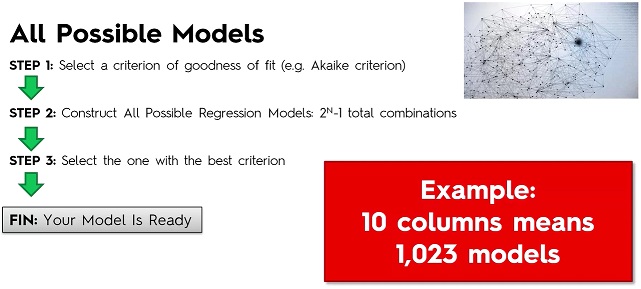 All Possible Models
STEP 1: Select a criterion of goodness of fit (e.g. Akaike criterion)
STEP 2: Construct All Possible Regression Models: 2ᴺ-1 total combinations
STEP 3: Select the one with the best criterion
FIN: Your Model Is Ready
Example:
10 columns means
1,023 models